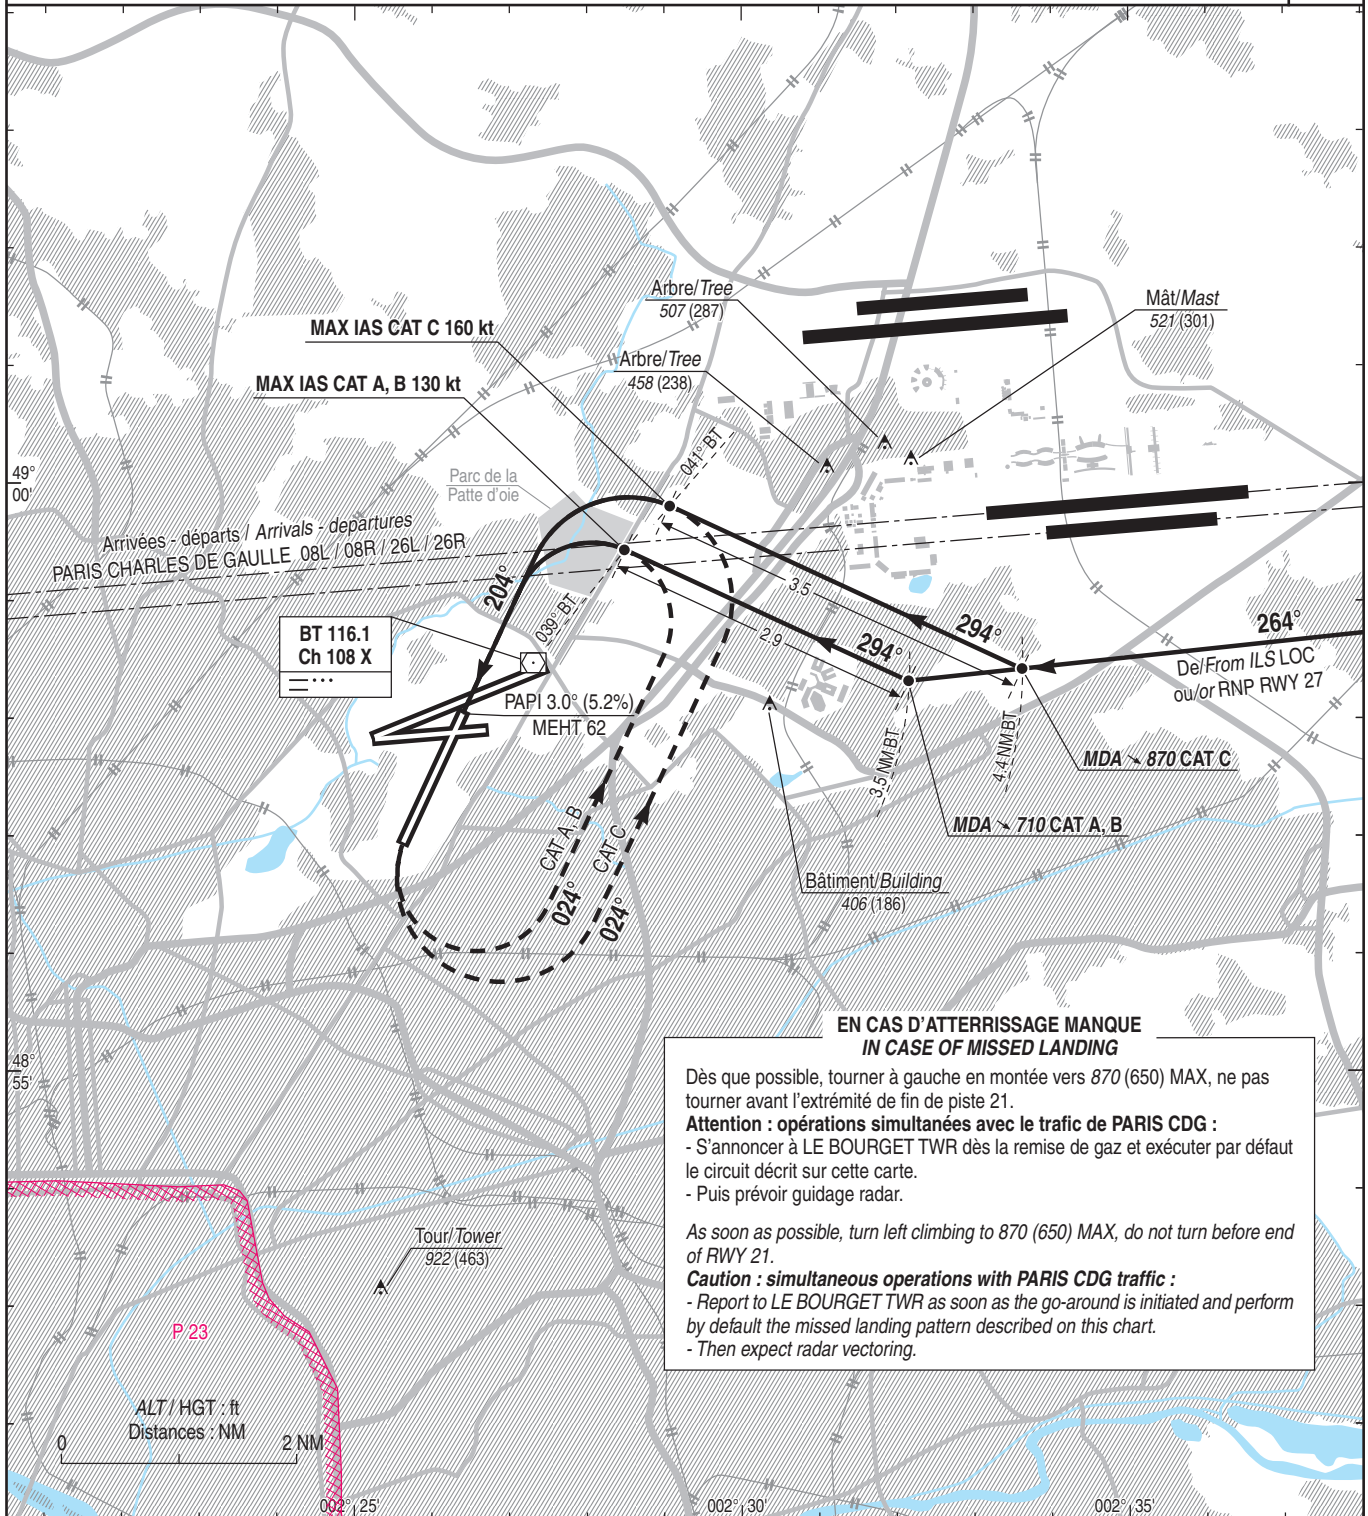 Arbre/Tree
507 (287)
Mât/Mast
521 (301)
MAX IAS CAT C 160 kt
Arbre/Tree
458 (238)
MAX IAS CAT A, B 130 kt
041° BT
49°
00'
Parc de la
Patte d'oie
Arrivées - départs / Arrivals - departures
PARIS CHARLES DE GAULLE 08L / 08R / 26L / 26R
204°
039° BT
3.5
2.9
294°
294°
264°
De/From ILS LOC
ou/or RNP RWY 27
BT 116.1
Ch 108 X
PAPI 3.0° (5.2%)
MEHT 62
3.5 NM BT
4.4 NM BT
MDA ↘ 870 CAT C
MDA ↘ 710 CAT A, B
CAT A, B
CAT C
024°
024°
Bâtiment/Building
406 (186)
48°
55'
EN CAS D'ATTERRISSAGE MANQUE
IN CASE OF MISSED LANDING
Dès que possible, tourner à gauche en montée vers 870 (650) MAX, ne pas
tourner avant l'extrémité de fin de piste 21.
Attention : opérations simultanées avec le trafic de PARIS CDG :
- S'annoncer à LE BOURGET TWR dès la remise de gaz et exécuter par défaut
le circuit décrit sur cette carte.
- Puis prévoir guidage radar.
As soon as possible, turn left climbing to 870 (650) MAX, do not turn before end
of RWY 21.
Caution : simultaneous operations with PARIS CDG traffic :
- Report to LE BOURGET TWR as soon as the go-around is initiated and perform
by default the missed landing pattern described on this chart.
- Then expect radar vectoring.
Tour/Tower
922 (463)
P 23
ALT / HGT : ft
Distances : NM
0
2 NM
002° 25'
002° 30'
002° 35'